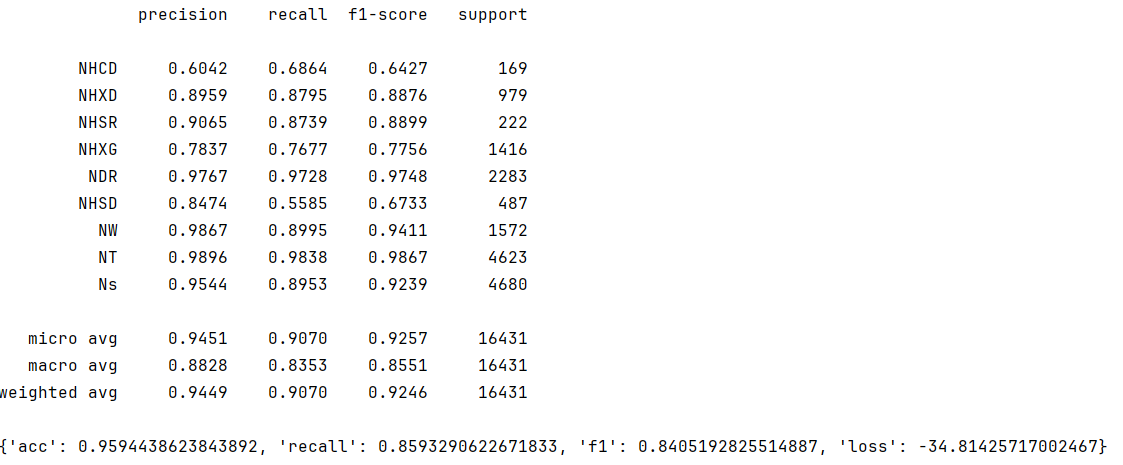 precision recall f1-score support
NHCD 0.6042 0.6864 0.6427 169
NHXD 0.8959 0.8795 0.8876 979
NHSR 0.9065 0.8739 0.8899 222
NHXG 0.7837 0.7677 0.7756 1416
NDR 0.9767 0.9728 0.9748 2283
NHSD 0.8474 0.5585 0.6733 487
NW 0.9867 0.8995 0.9411 1572
NT 0.9896 0.9838 0.9867 4623
Ns 0.9544 0.8953 0.9239 4680
micro avg 0.9451 0.9070 0.9257 16431
macro avg 0.8828 0.8353 0.8551 16431
weighted avg 0.9449 0.9070 0.9246 16431
{'acc': 0.9594438623843892, 'recall': 0.8593290622671833, 'f1': 0.8405192825514887, 'loss': -34.81425717002467}